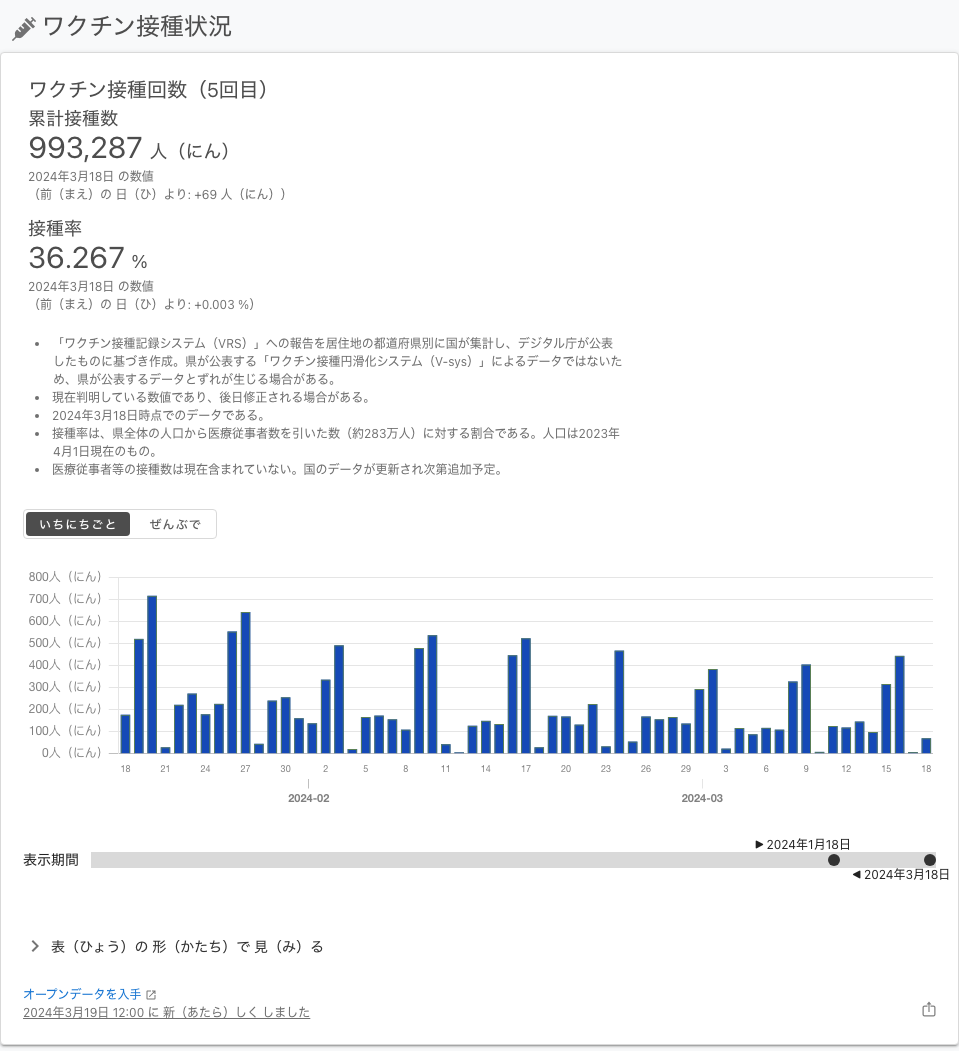 ワクチン接種状況
ワクチン接種回数（5回目）
累計接種数
993,287 人（にん）
2024年3月18日 の数値
（前（まえ）の 日（ひ）より: +69 人（にん））
接種率
36.267 %
2024年3月18日 の数値
（前（まえ）の 日（ひ）より: +0.003 %）
• 「ワクチン接種記録システム（VRS）」への報告を居住地の都道府県別に国が集計し、デジタル庁が公表
したものに基づき作成。県が公表する「ワクチン接種円滑化システム（V-sys）」によるデータではないた
め、県が公表するデータとずれが生じる場合がある。
• 現在判明している数値であり、後日修正される場合がある。
• 2024年3月18日時点でのデータである。
• 接種率は、県全体の人口から医療従事者数を引いた数（約283万人）に対する割合である。人口は2023年
4月1日現在のもの。
• 医療従事者等の接種数は現在含まれていない。国のデータが更新され次第追加予定。
いちにちごと ぜんぶで
800人（にん）
700人（にん）
600人（にん）
500人（にん）
400人（にん）
300人（にん）
200人（にん）
100人（にん）
0人（にん）
18 21 24 27 30 2 5 8 11 14 17 20 23 26 29 3 6 9 12 15 18
2024-02 2024-03
▶ 2024年1月18日
表示期間
◀ 2024年3月18日
表（ひょう）の 形（かたち）で 見（み）る
オープンデータを入手
2024年3月19日 12:00 に 新（あたら）しく しました